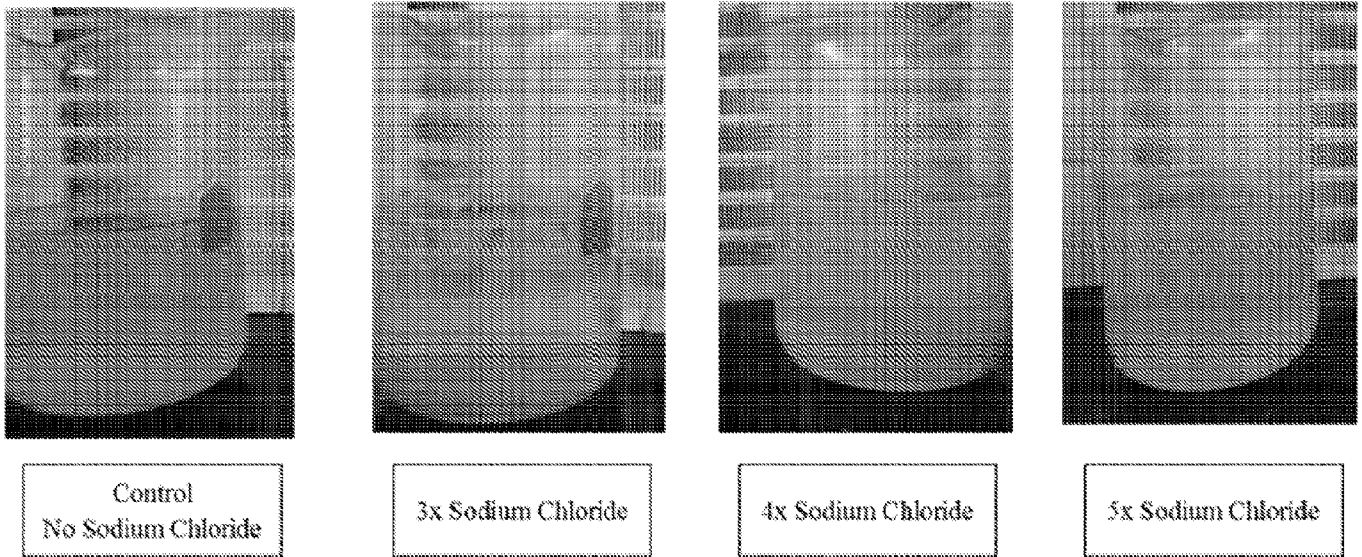 Control
No Sodium Chloride
3x Sodium Chloride
4x Sodium Chloride
5x Sodium Chloride